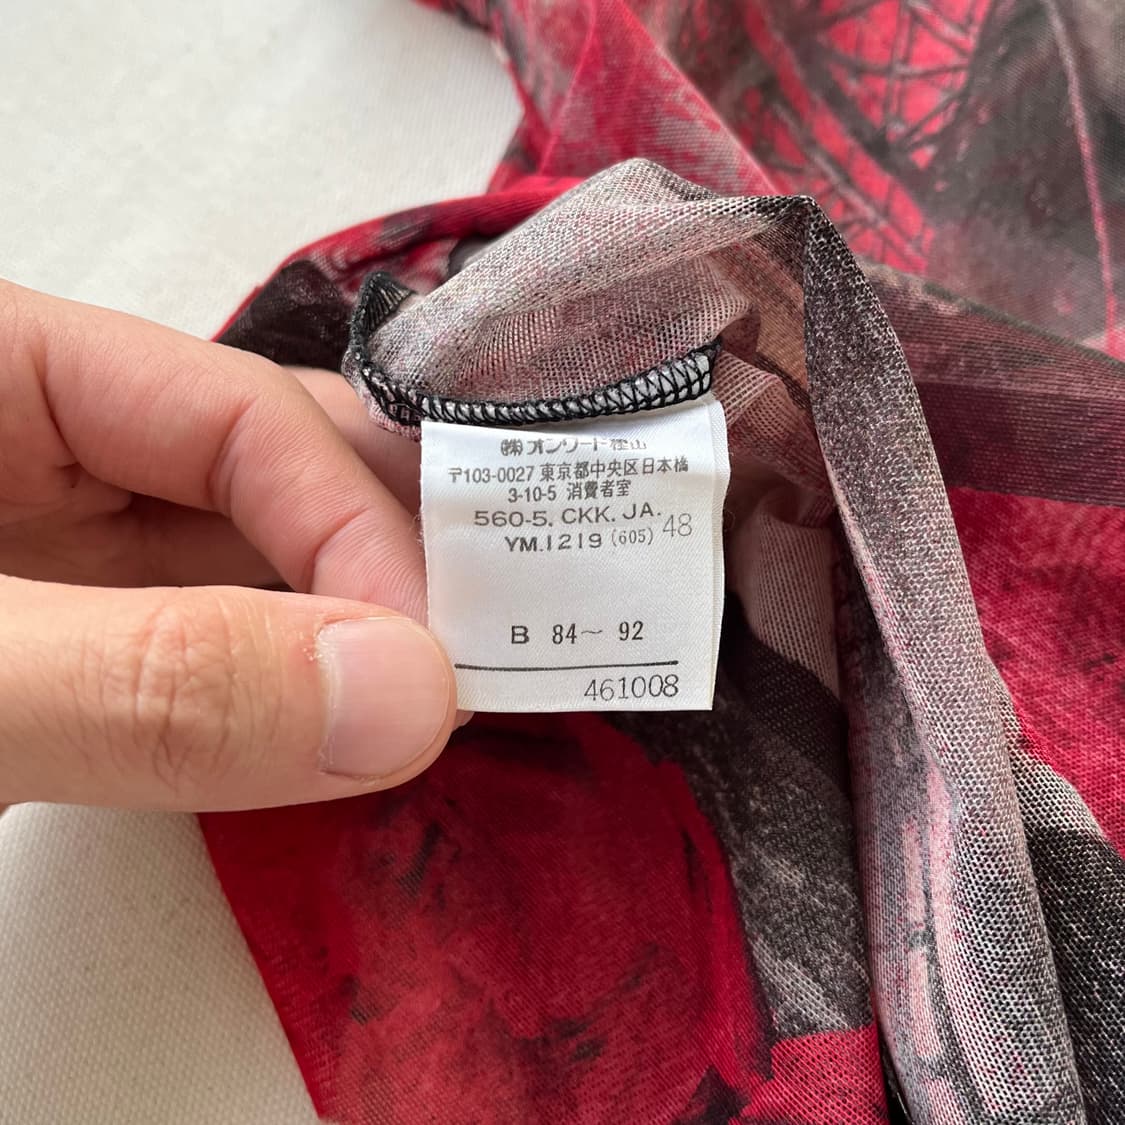 ㈱オンワード樫山
〒103-0027 東京都中央区日本橋
3-10-5 消費者室
560-5. CKK. JA.
YM.1219 (605) 48
B 84〜 92
461008